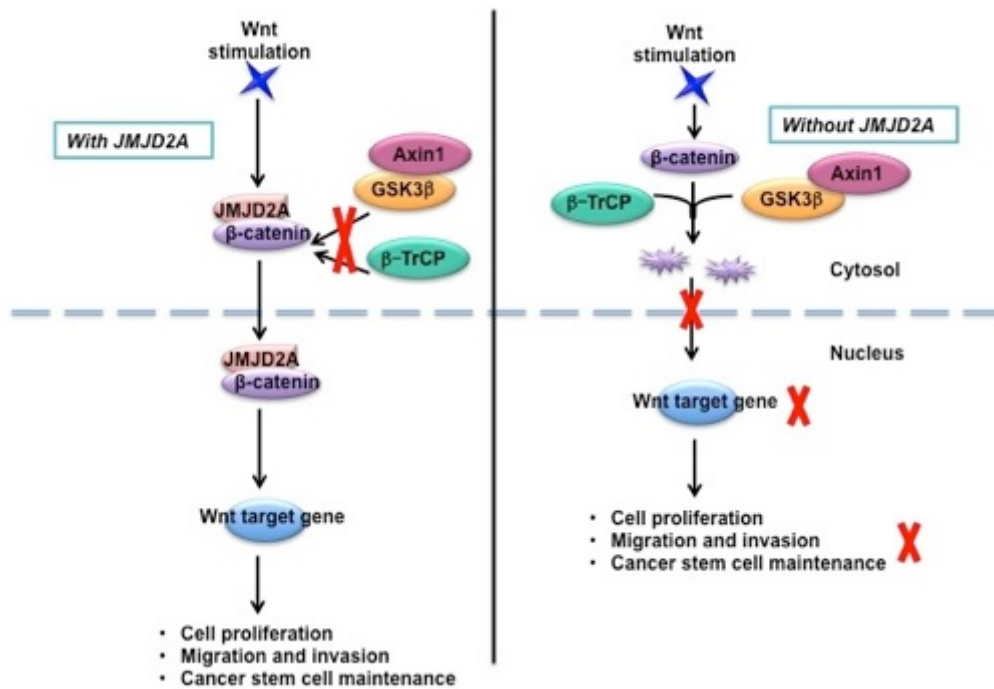 Wnt
stimulation
With JMJD2A
Axin1
GSK3β
JMJD2A
β-catenin
β-TrCP
JMJD2A
β-catenin
Wnt target gene
• Cell proliferation
• Migration and invasion
• Cancer stem cell maintenance
Wnt
stimulation
Without JMJD2A
β-catenin
Axin1
β-TrCP
GSK3β
Cytosol
Nucleus
Wnt target gene
• Cell proliferation
• Migration and invasion
• Cancer stem cell maintenance